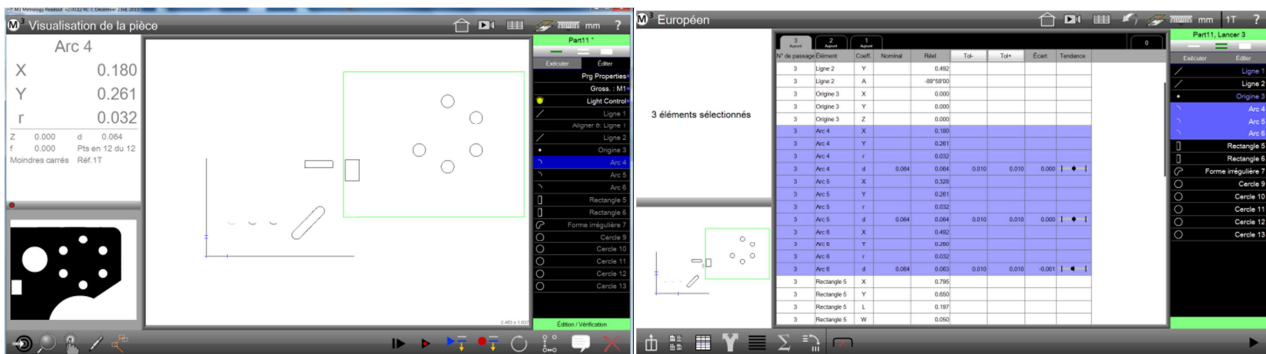 Visualisation de la pièce
mm ?
Arc 4
X 0.180
Y 0.261
r 0.032
Z 0.000 d 0.064
f 0.000 Pts en 12 du 12
Moindres carrés Réf.1T
Part11 *
Exécuter Éditer
Prg Properties
Gross. : M1
Light Control
Ligne 1
Aligner 6: Ligne 1
Ligne 2
Origine 3
Arc 4
Arc 5
Arc 6
Rectangle 5
Rectangle 6
Forme irrégulière 7
Cercle 9
Cercle 10
Cercle 11
Cercle 12
Cercle 13
Édition / Vérification
Européen
mm 1T ?
3 éléments sélectionnés
3 2 1 0
N° de passage Élément Coeff. Nominal Réel Tol- Tol+ Écart Tendance
3 Ligne 2 Y 0.492
3 Ligne 2 A -89°58'00
3 Origine 3 X 0.000
3 Origine 3 Y 0.000
3 Origine 3 Z 0.000
3 Arc 4 X 0.180
3 Arc 4 Y 0.261
3 Arc 4 r 0.032
3 Arc 4 d 0.064 0.064 0.010 0.010 0.000
3 Arc 5 X 0.328
3 Arc 5 Y 0.261
3 Arc 5 r 0.032
3 Arc 5 d 0.064 0.064 0.010 0.010 0.000
3 Arc 6 X 0.492
3 Arc 6 Y 0.260
3 Arc 6 r 0.032
3 Arc 6 d 0.064 0.063 0.010 0.010 -0.001
3 Rectangle 5 X 0.795
3 Rectangle 5 Y 0.650
3 Rectangle 5 L 0.197
3 Rectangle 5 W 0.050
Part11, Lancer 3
Exécuter Éditer
Ligne 1
Ligne 2
Origine 3
Arc 4
Arc 5
Arc 6
Rectangle 5
Rectangle 6
Forme irrégulière 7
Cercle 9
Cercle 10
Cercle 11
Cercle 12
Cercle 13